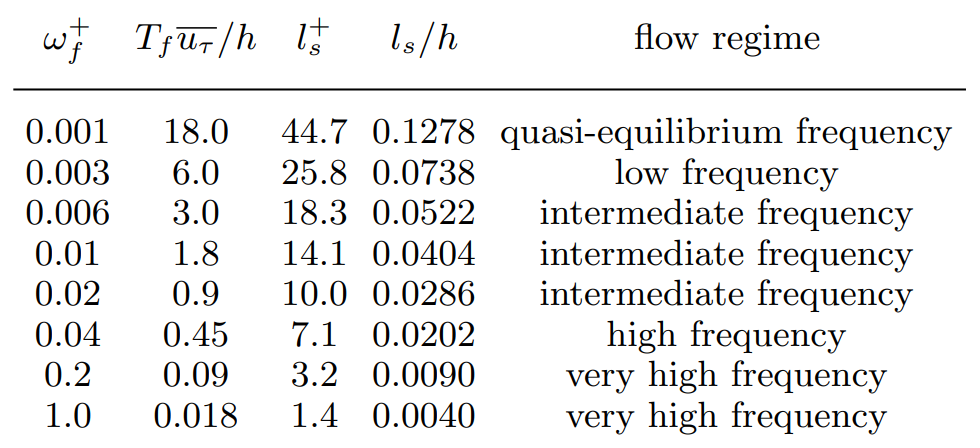 ω_f^+ T_f \overline{u_τ}/h l_s^+ l_s/h flow regime
0.001 18.0 44.7 0.1278 quasi-equilibrium frequency
0.003 6.0 25.8 0.0738 low frequency
0.006 3.0 18.3 0.0522 intermediate frequency
0.01 1.8 14.1 0.0404 intermediate frequency
0.02 0.9 10.0 0.0286 intermediate frequency
0.04 0.45 7.1 0.0202 high frequency
0.2 0.09 3.2 0.0090 very high frequency
1.0 0.018 1.4 0.0040 very high frequency